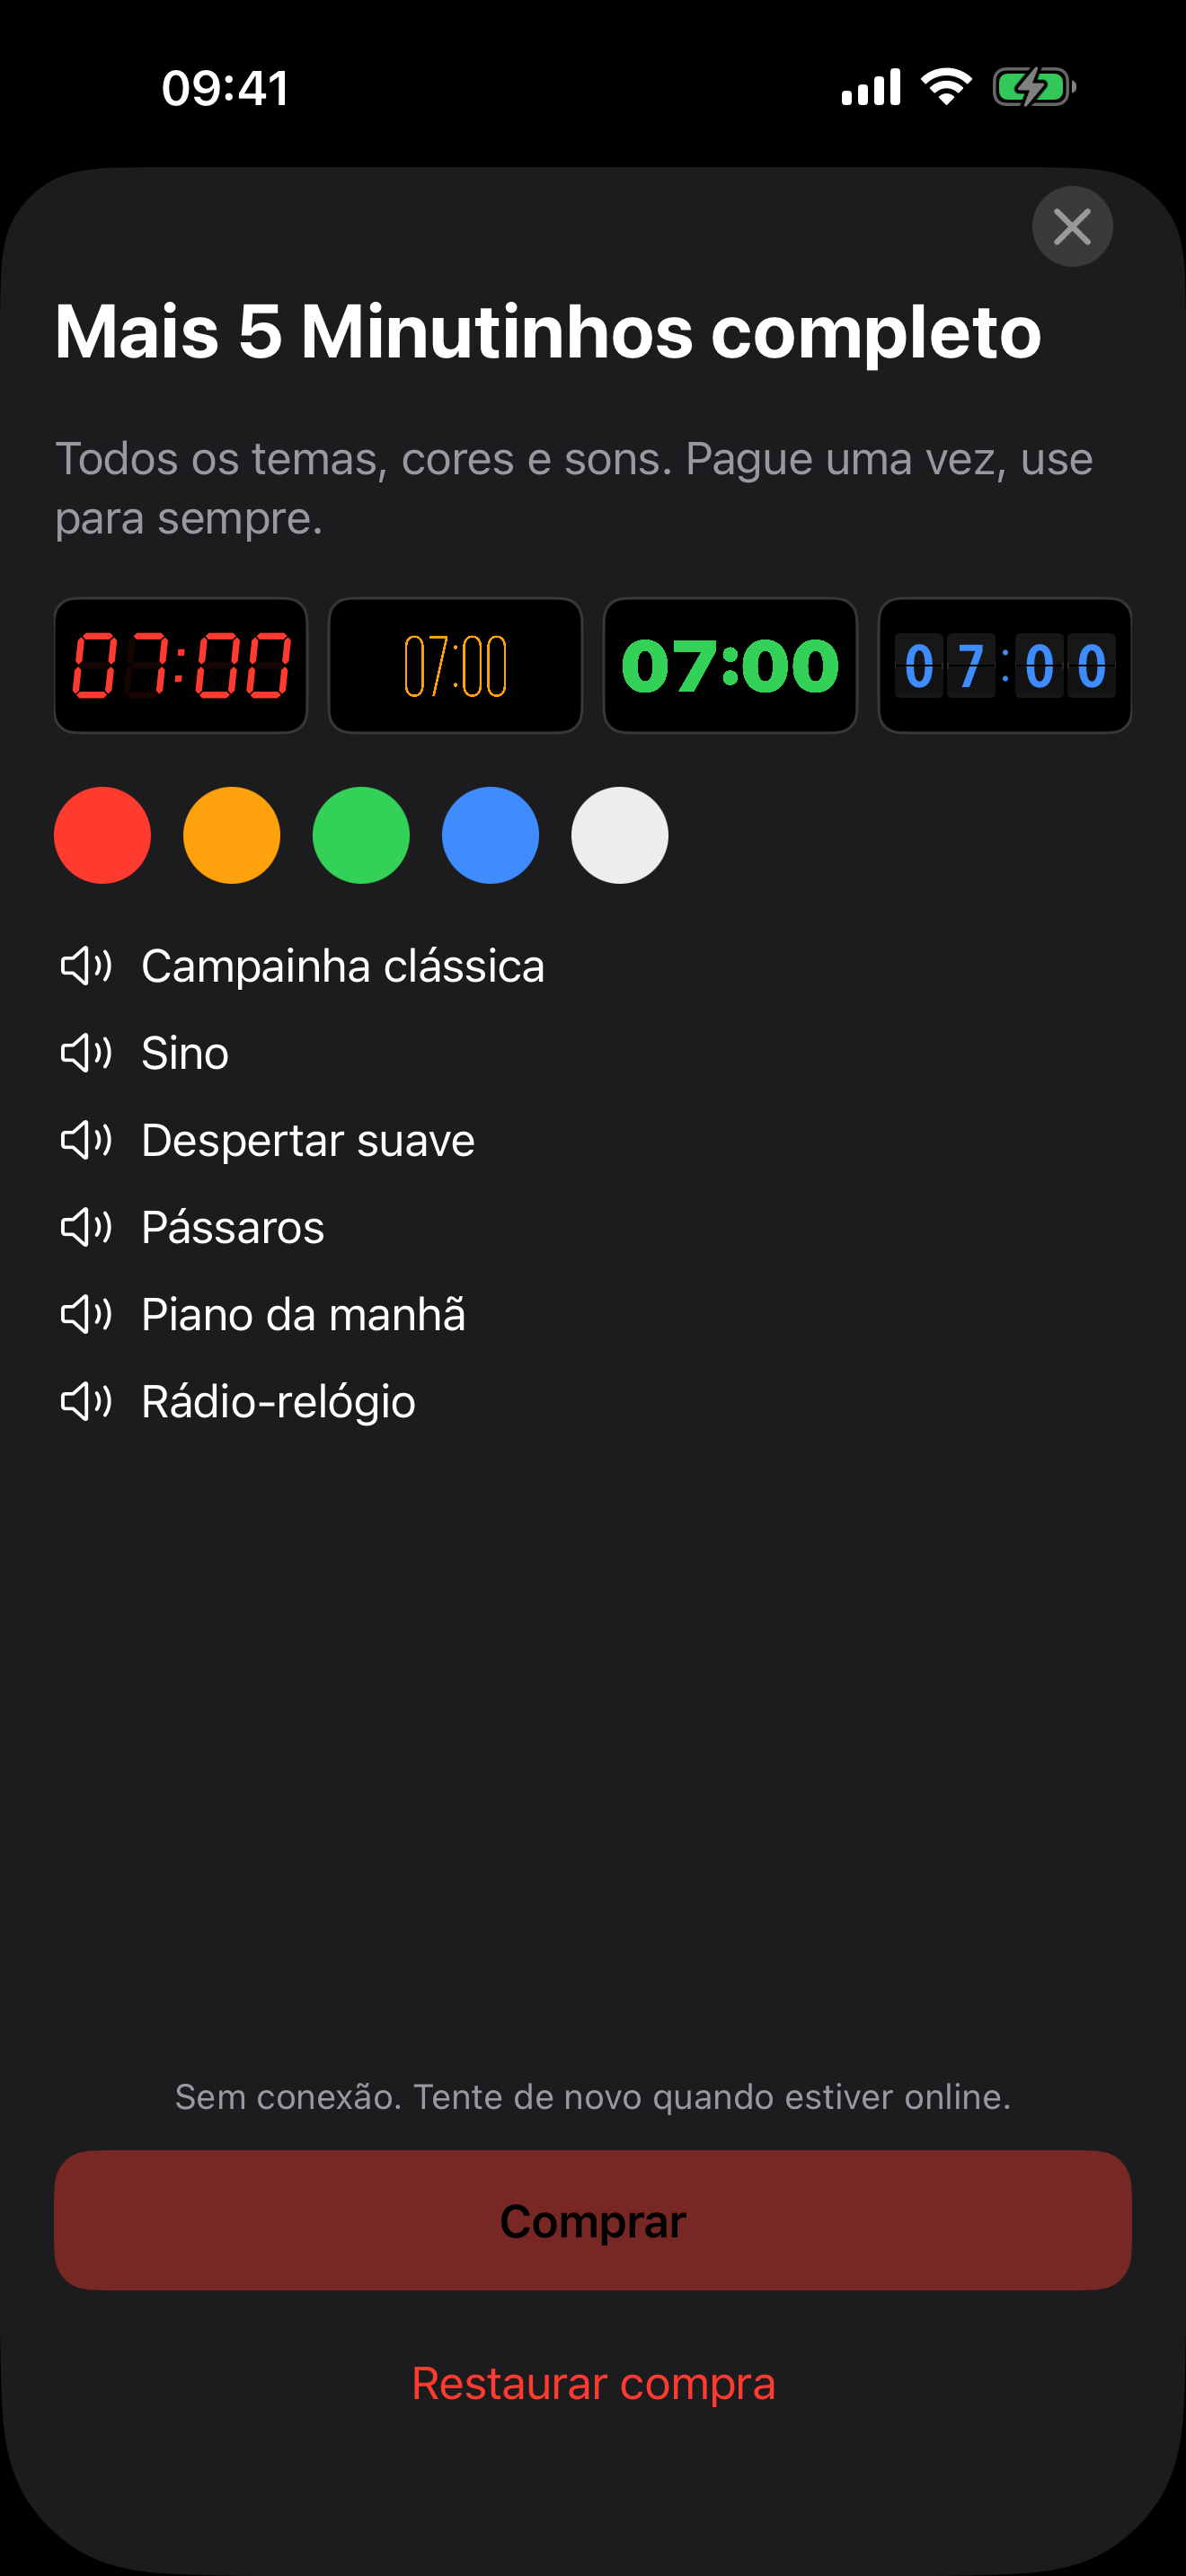 09:41
Mais 5 Minutinhos completo
Todos os temas, cores e sons. Pague uma vez, use
para sempre.
07:00 07:00 07:00 07:00
Campainha clássica
Sino
Despertar suave
Pássaros
Piano da manhã
Rádio-relógio
Sem conexão. Tente de novo quando estiver online.
Comprar
Restaurar compra